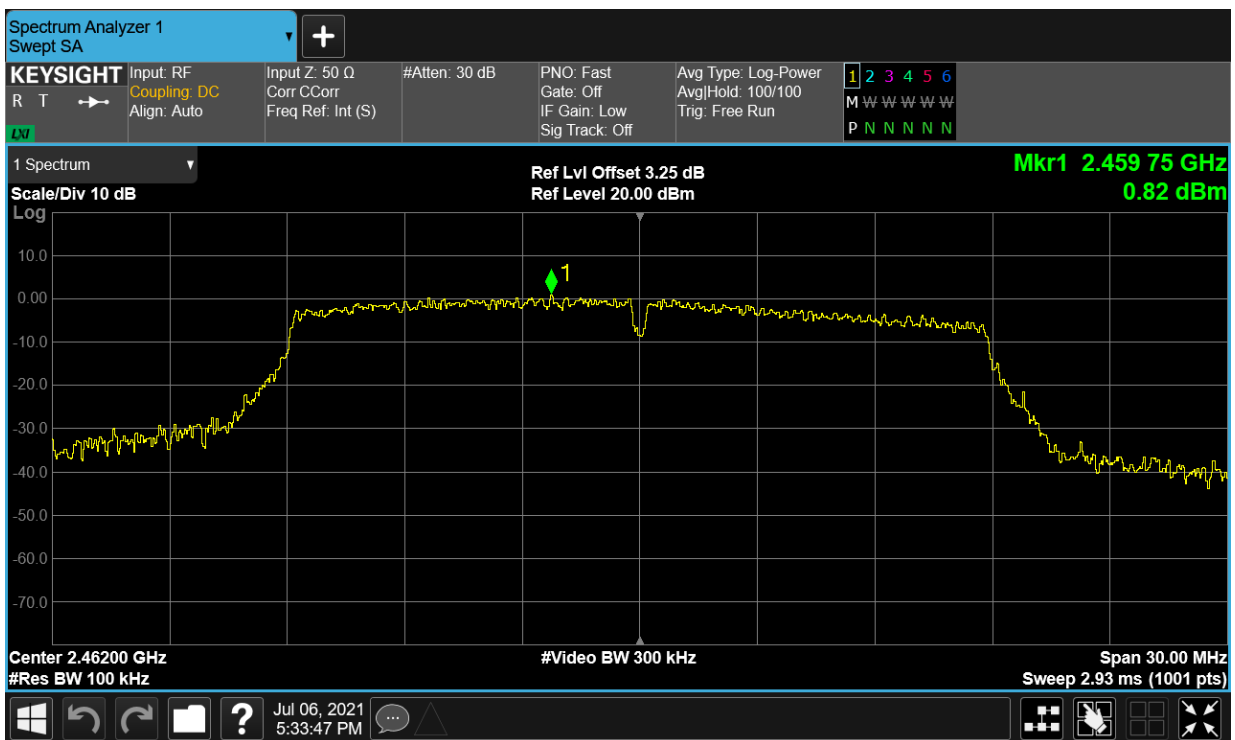 Spectrum Analyzer 1
Swept SA
KEYSIGHT
R T
LXI
Input: RF
Coupling: DC
Align: Auto
Input Z: 50 Ω
Corr CCorr
Freq Ref: Int (S)
#Atten: 30 dB
PNO: Fast
Gate: Off
IF Gain: Low
Sig Track: Off
Avg Type: Log-Power
Avg|Hold: 100/100
Trig: Free Run
1 2 3 4 5 6
M W W W W W
P N N N N N
1 Spectrum
Scale/Div 10 dB
Log
Ref Lvl Offset 3.25 dB
Ref Level 20.00 dBm
Mkr1 2.459 75 GHz
0.82 dBm
1
10.0
0.00
-10.0
-20.0
-30.0
-40.0
-50.0
-60.0
-70.0
Center 2.46200 GHz
#Res BW 100 kHz
#Video BW 300 kHz
Span 30.00 MHz
Sweep 2.93 ms (1001 pts)
?
Jul 06, 2021
5:33:47 PM